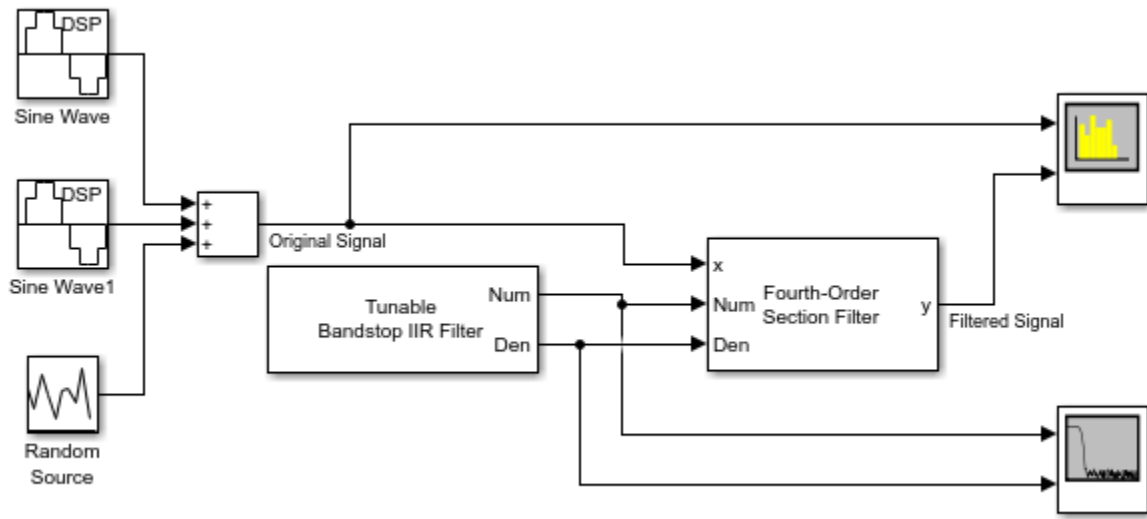 DSP
Sine Wave
DSP
Sine Wave1
+
+
+
Original Signal
Random
Source
Tunable
Bandstop IIR Filter
Num
Den
x
Num
Den
Fourth-Order
Section Filter
y
Filtered Signal